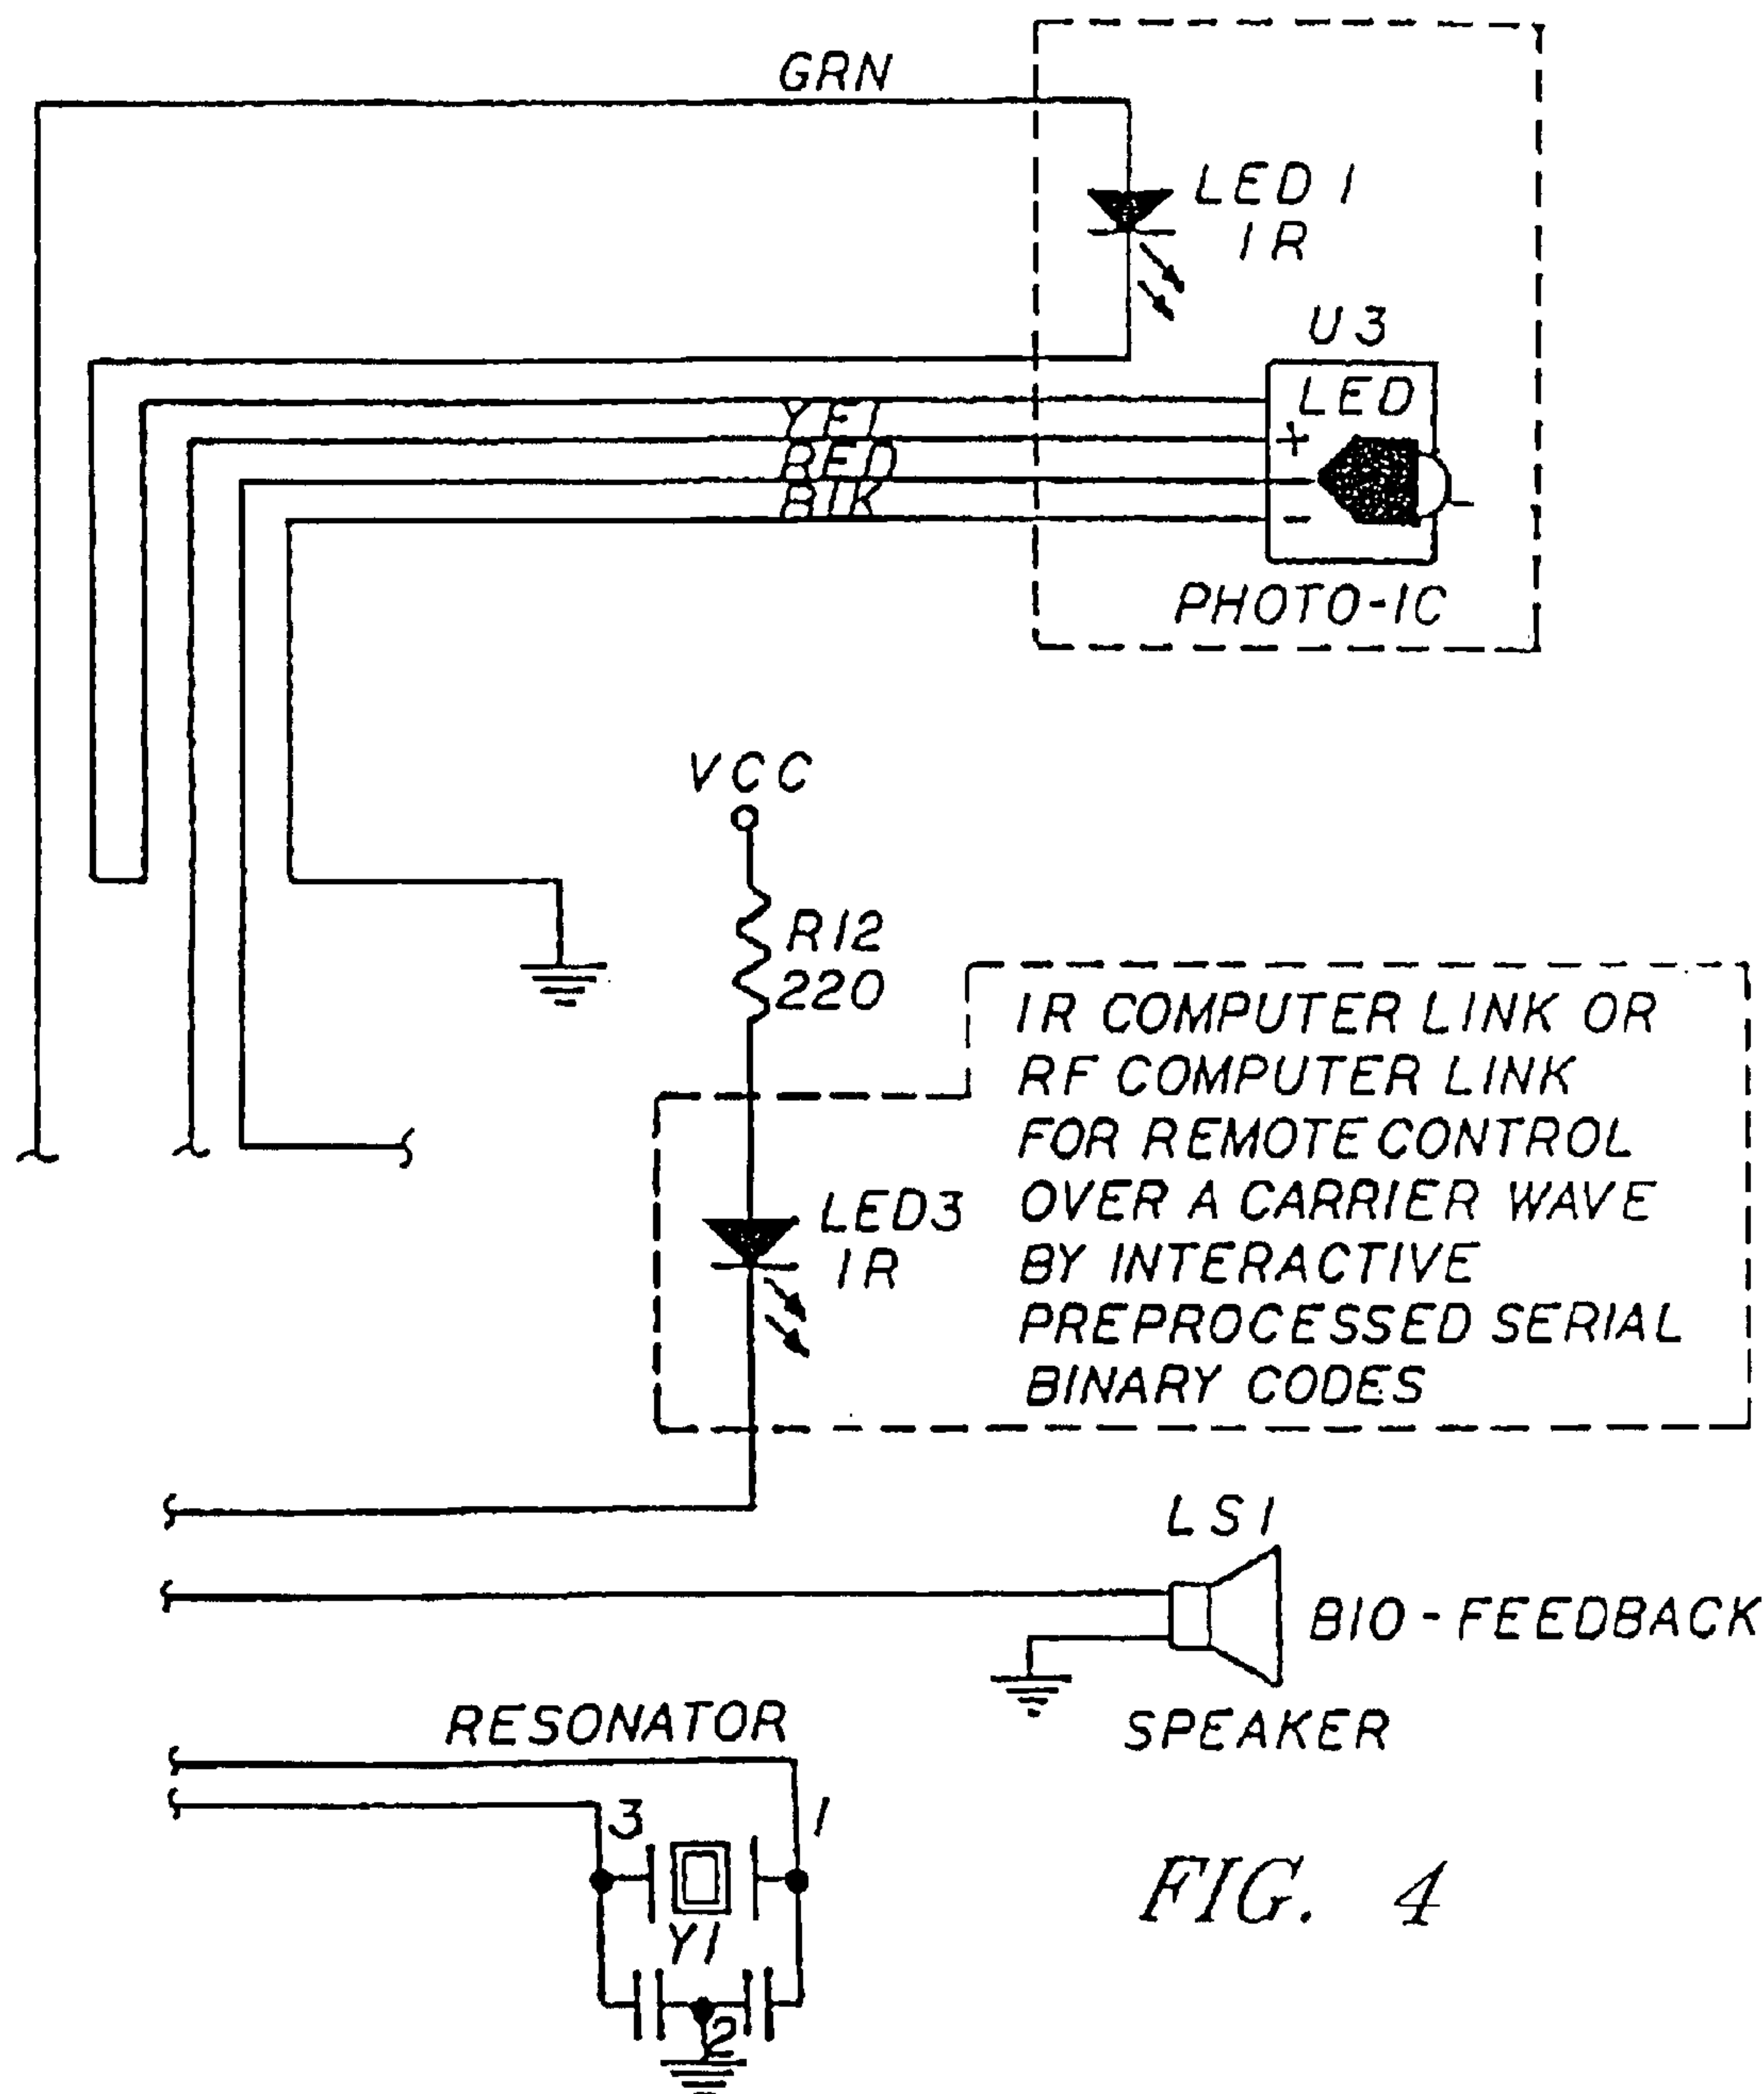 GRN
LED 1
IR
U3
LED
YEL
+
RED
BLK
-
PHOTO-IC
VCC
R12
220
IR COMPUTER LINK OR
RF COMPUTER LINK
FOR REMOTE CONTROL
OVER A CARRIER WAVE
BY INTERACTIVE
PREPROCESSED SERIAL
BINARY CODES
LED3
IR
LS1
BIO-FEEDBACK
SPEAKER
RESONATOR
3
1
Y1
2
FIG. 4